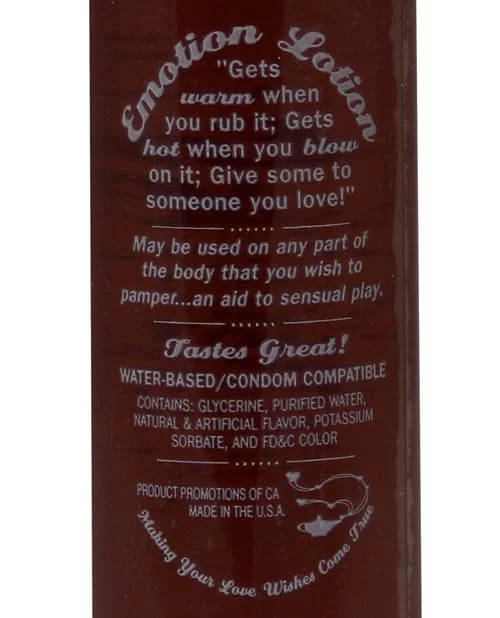 Emotion Lotion
"Gets
warm when
you rub it; Gets
hot when you blow
on it; Give some to
someone you love!"
May be used on any part of
the body that you wish to
pamper...an aid to sensual play.
Tastes Great!
WATER-BASED/CONDOM COMPATIBLE
CONTAINS: GLYCERINE, PURIFIED WATER,
NATURAL & ARTIFICIAL FLAVOR, POTASSIUM
SORBATE, AND FD&C COLOR
PRODUCT PROMOTIONS OF CA
MADE IN THE U.S.A.
Making Your Love Wishes Come True